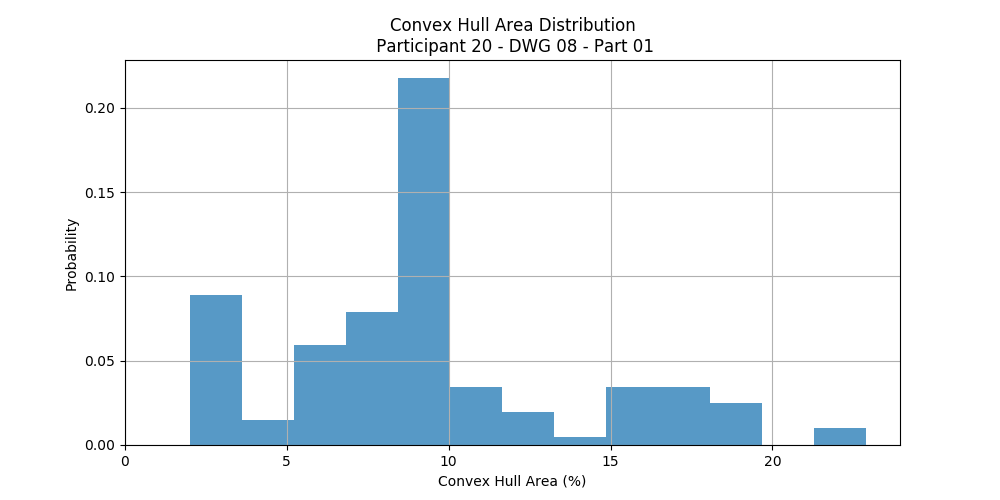 Convex Hull Area Distribution
Participant 20 - DWG 08 - Part 01
0.20
0.15
0.10
0.05
0.00
Probability
0 5 10 15 20
Convex Hull Area (%)